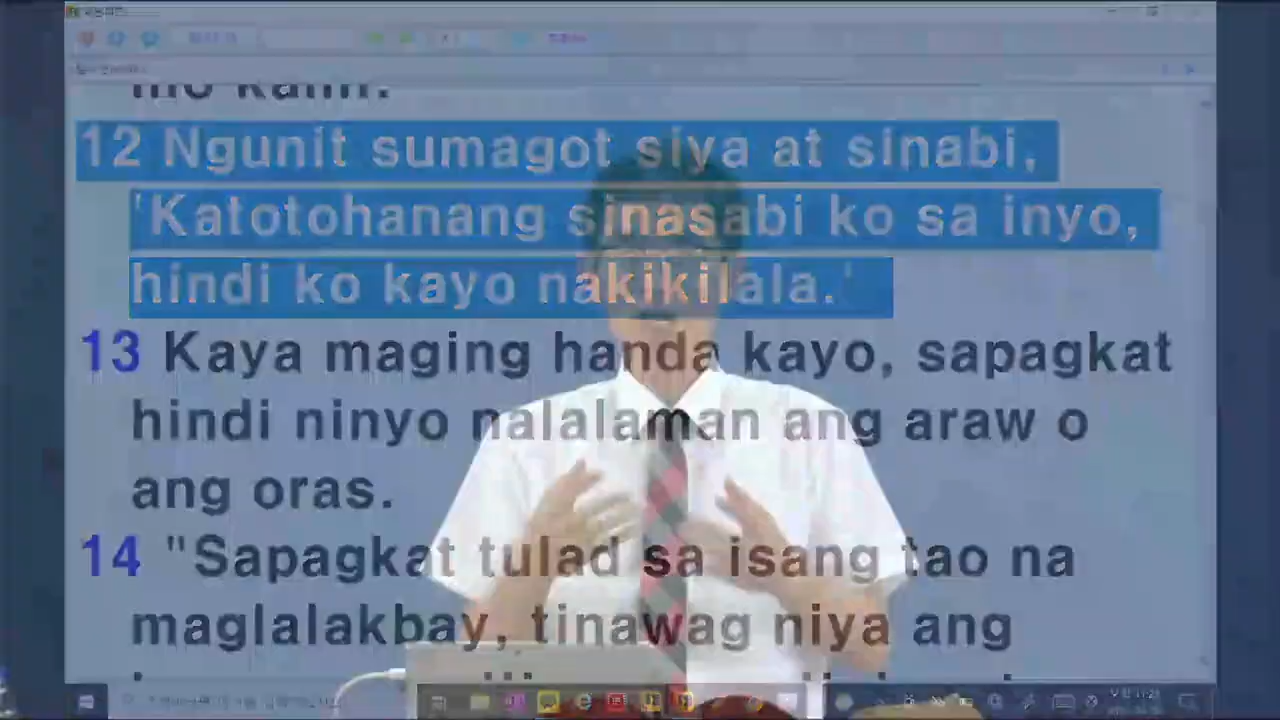 mo kami.'
12 Ngunit sumagot siya at sinabi,
'Katotohanang sinasabi ko sa inyo,
hindi ko kayo nakikilala.'
13 Kaya maging handa kayo, sapagkat
hindi ninyo nalalaman ang araw o
ang oras.
14 "Sapagkat tulad sa isang tao na
maglalakbay, tinawag niya ang